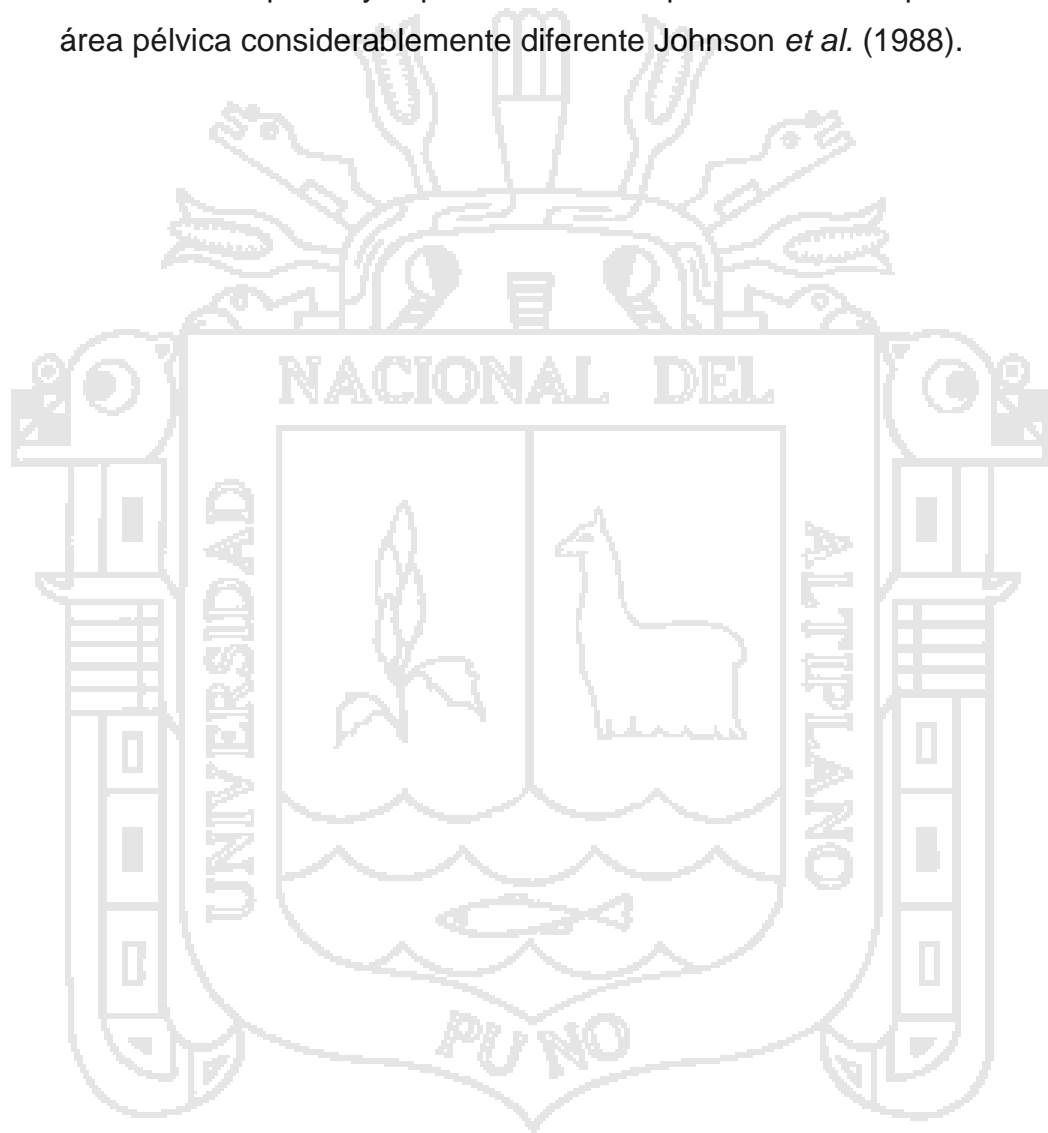 área pélvica considerablemente diferente Johnson et al. (1988).
NACIONAL DEL
UNIVERSIDAD
ALTIPLANO
PUNO